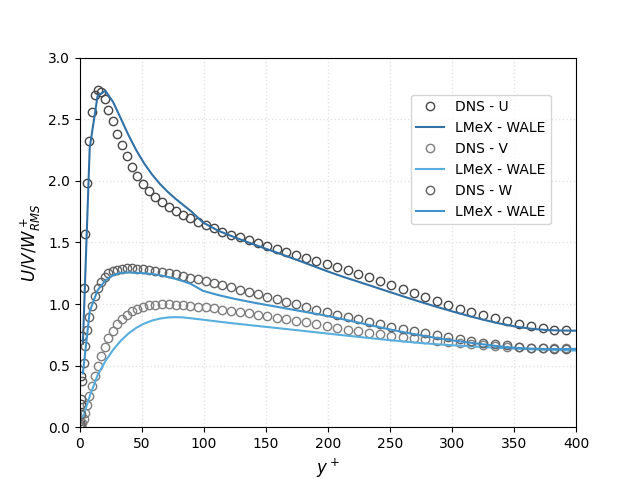 3.0
2.5
2.0
1.5
1.0
0.5
0.0
U/V/W⁺RMS
DNS - U
LMeX - WALE
DNS - V
LMeX - WALE
DNS - W
LMeX - WALE
0 50 100 150 200 250 300 350 400
y⁺